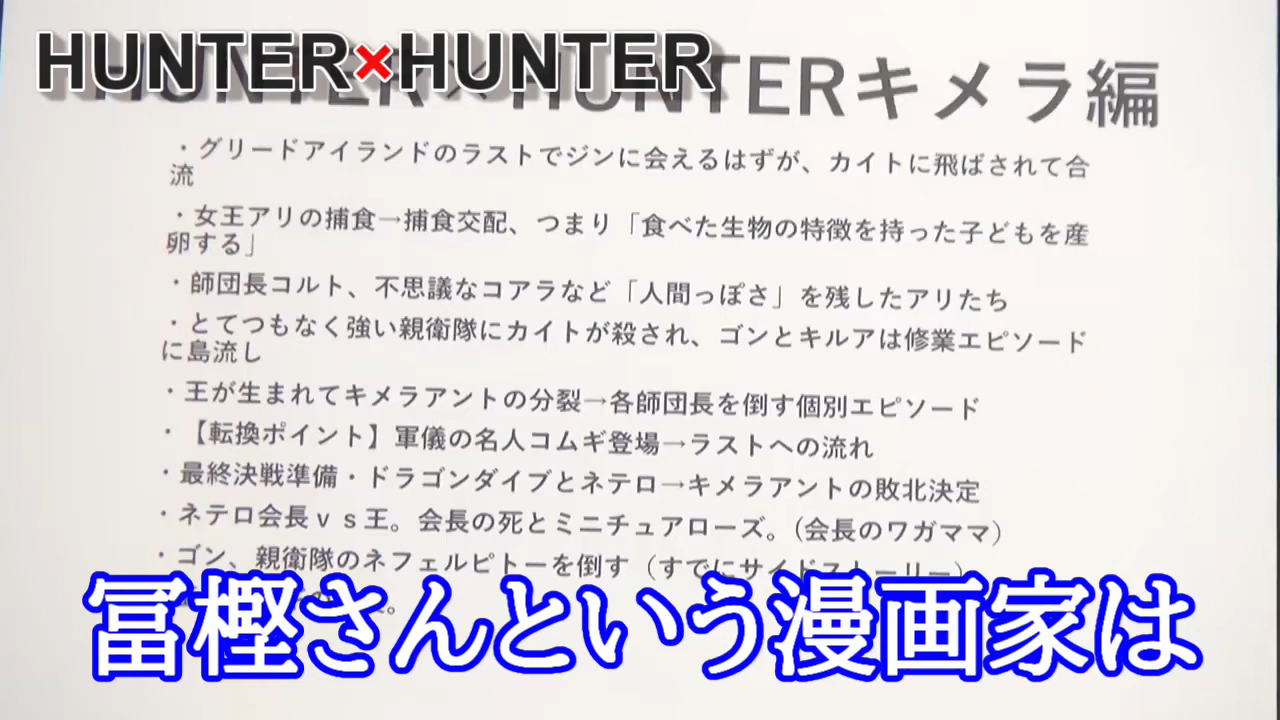 HUNTER×HUNTER
HUNTER×HUNTERキメラ編
・グリードアイランドのラストでジンに会えるはずが、カイトに飛ばされて合
流
・女王アリの捕食→捕食交配、つまり「食べた生物の特徴を持った子どもを産
卵する」
・師団長コルト、不思議なコアラなど「人間っぽさ」を残したアリたち
・とてつもなく強い親衛隊にカイトが殺され、ゴンとキルアは修業エピソード
に島流し
・王が生まれてキメラアントの分裂→各師団長を倒す個別エピソード
・【転換ポイント】軍儀の名人コムギ登場→ラストへの流れ
・最終決戦準備・ドラゴンダイブとネテロ→キメラアントの敗北決定
・ネテロ会長ｖｓ王。会長の死とミニチュアローズ。（会長のワガママ）
・ゴン、親衛隊のネフェルピトーを倒す（すでにサイドストーリー）
冨樫さんという漫画家は